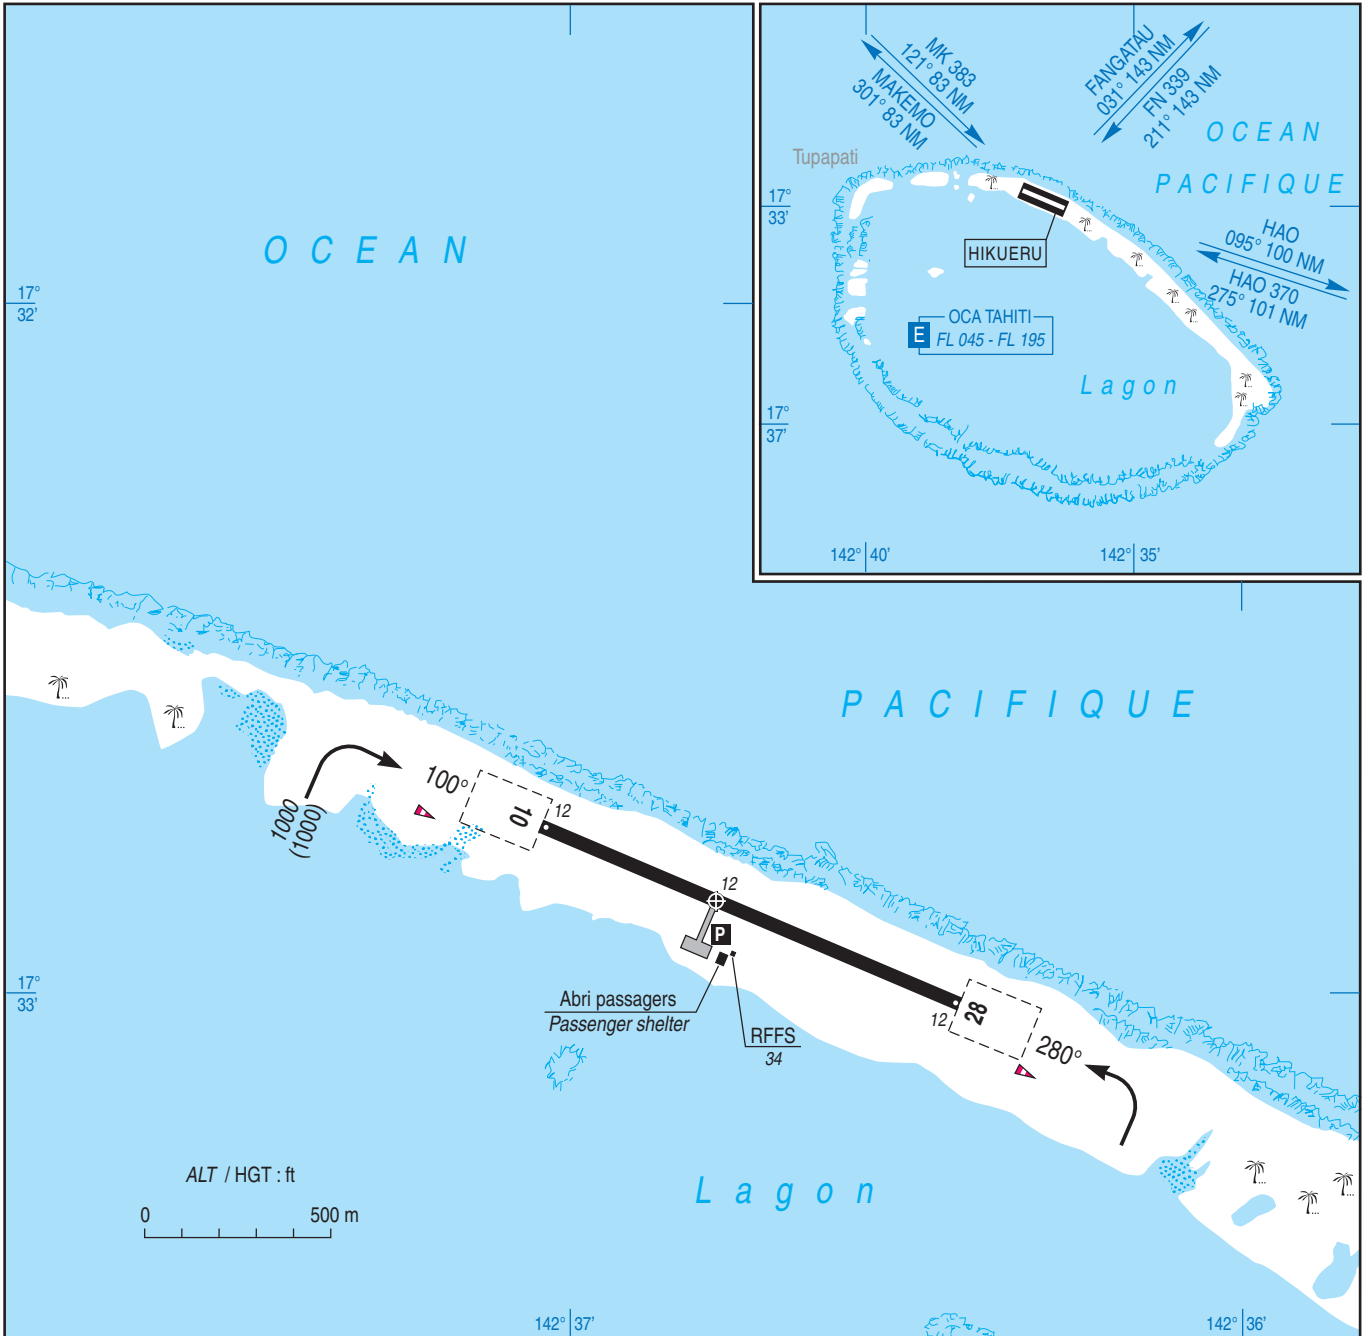 MK 383
121° 83 NM
MAKEMO
301° 83 NM
FANGATAU
031° 143 NM
FN 339
211° 143 NM
OCEAN
PACIFIQUE
Tupapati
17°
33'
HIKUERU
HAO
095° 100 NM
HAO 370
275° 101 NM
OCA TAHITI
E
FL 045 - FL 195
Lagon
17°
37'
142° 40'
142° 35'
OCEAN
17°
32'
PACIFIQUE
1000
(1000)
100°
10
12
12
P
Abri passagers
Passenger shelter
RFFS
34
12
28
280°
17°
33'
ALT / HGT : ft
0 500 m
Lagon
142° 37'
142° 36'